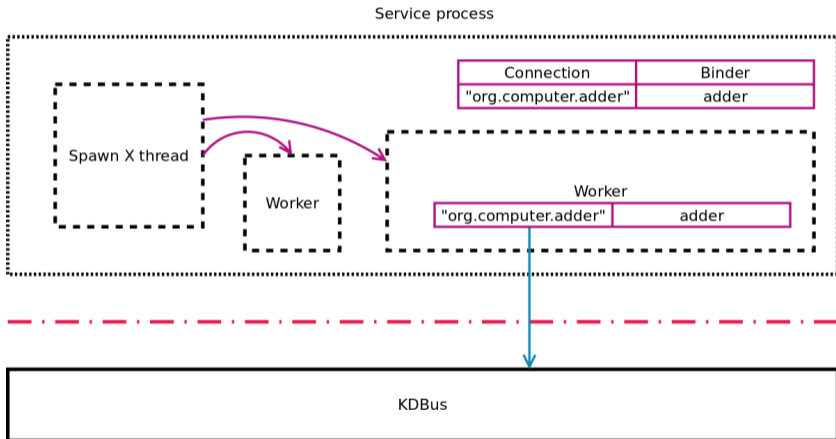 Service process
Connection Binder
"org.computer.adder" adder
Spawn X thread
Worker
Worker
"org.computer.adder" adder
KDBus